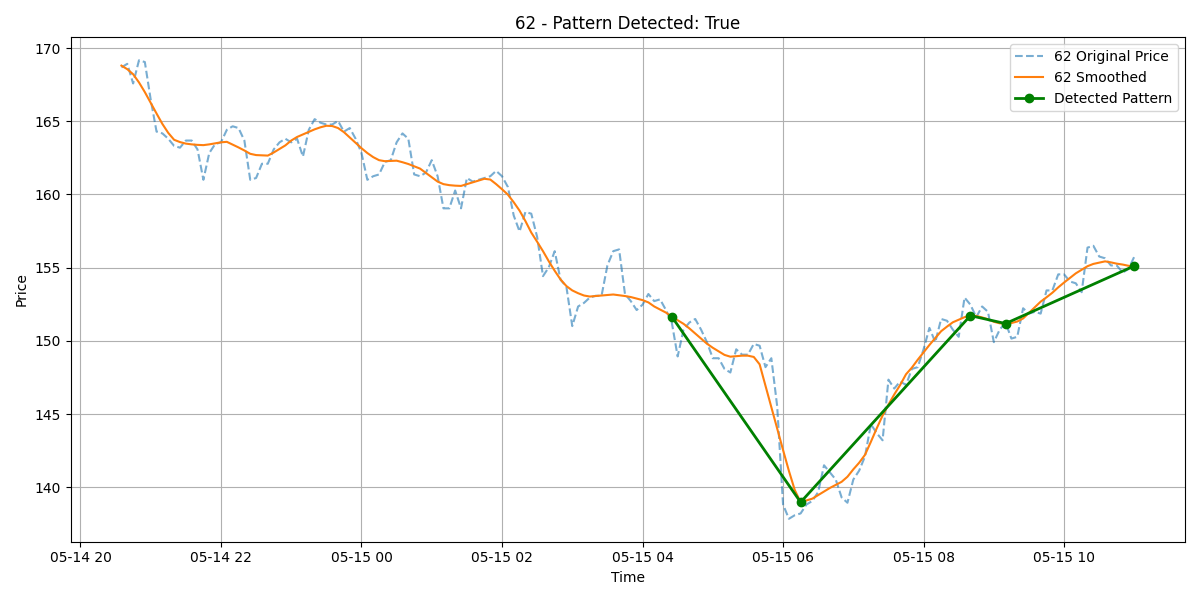 62 - Pattern Detected: True
62 Original Price
62 Smoothed
Detected Pattern
Price
170
165
160
155
150
145
140
05-14 20 05-14 22 05-15 00 05-15 02 05-15 04 05-15 06 05-15 08 05-15 10
Time